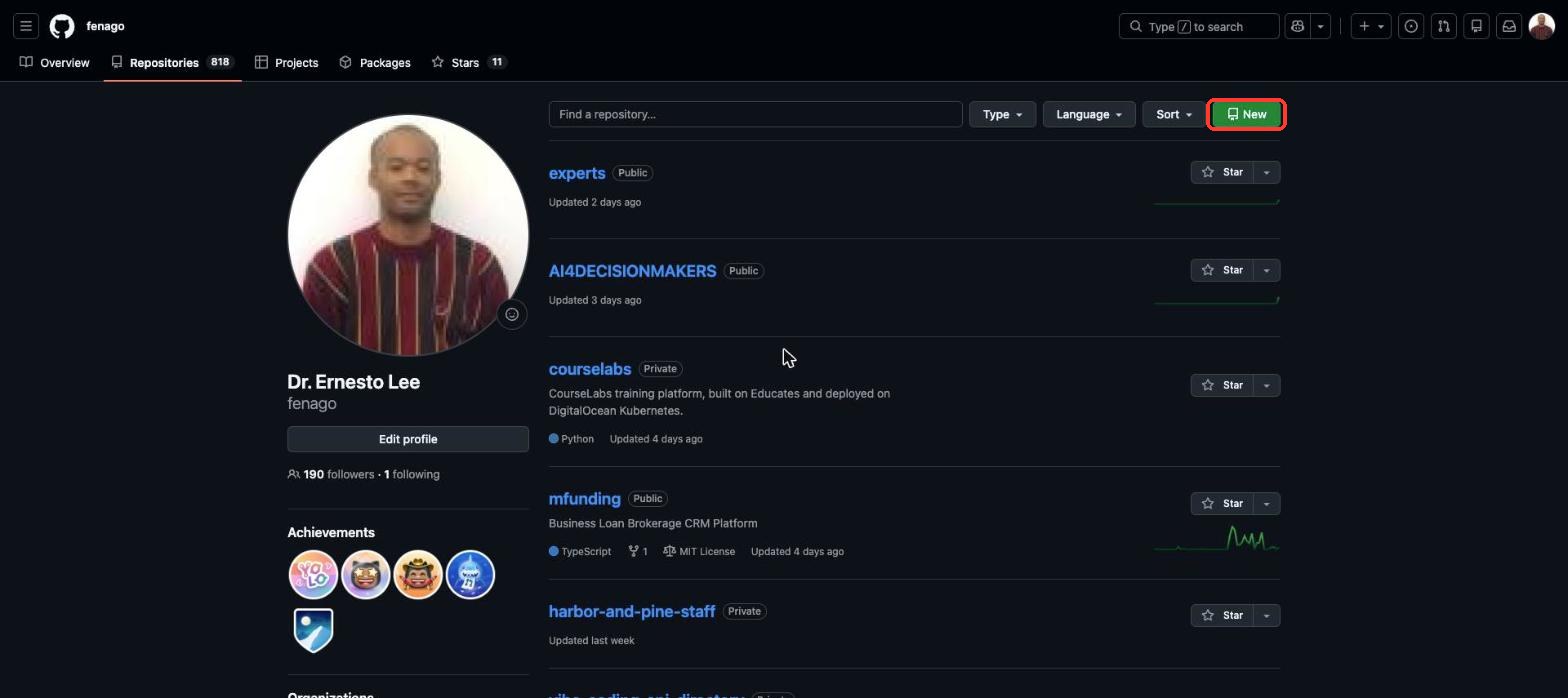 fenago
Type / to search
Overview
Repositories 818
Projects
Packages
Stars 11
Find a repository...
Type
Language
Sort
New
experts Public
Star
Updated 2 days ago
AI4DECISIONMAKERS Public
Star
Updated 3 days ago
courselabs Private
Star
CourseLabs training platform, built on Educates and deployed on
DigitalOcean Kubernetes.
Python Updated 4 days ago
mfunding Public
Star
Business Loan Brokerage CRM Platform
TypeScript 1 MIT License Updated 4 days ago
harbor-and-pine-staff Private
Star
Updated last week
Dr. Ernesto Lee
fenago
Edit profile
190 followers · 1 following
Achievements
YOLO
Organizations